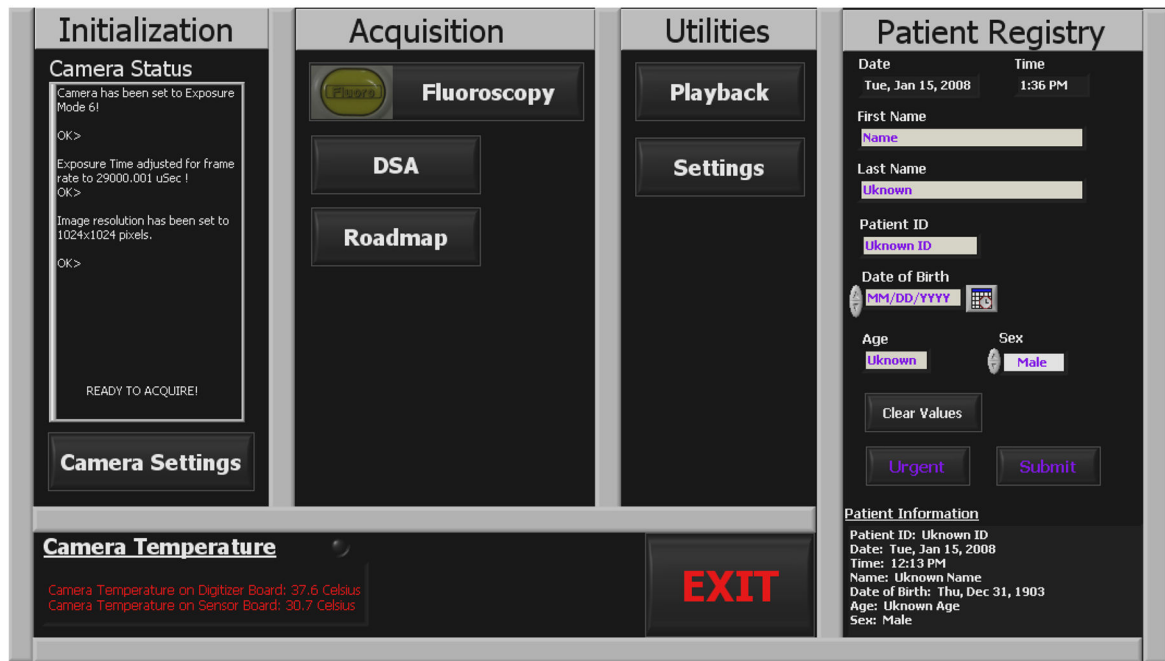 Initialization
Camera Status
Camera has been set to Exposure
Mode 6!
OK>
Exposure Time adjusted for frame
rate to 29000.001 uSec !
OK>
Image resolution has been set to
1024x1024 pixels.
OK>
READY TO ACQUIRE!
Camera Settings
Acquisition
Fluoro
Fluoroscopy
DSA
Roadmap
Utilities
Playback
Settings
Patient Registry
Date Time
Tue, Jan 15, 2008 1:36 PM
First Name
Name
Last Name
Uknown
Patient ID
Uknown ID
Date of Birth
MM/DD/YYYY
Age Sex
Uknown Male
Clear Values
Urgent Submit
Patient Information
Patient ID: Uknown ID
Date: Tue, Jan 15, 2008
Time: 12:13 PM
Name: Uknown Name
Date of Birth: Thu, Dec 31, 1903
Age: Uknown Age
Sex: Male
Camera Temperature
Camera Temperature on Digitizer Board: 37.6 Celsius
Camera Temperature on Sensor Board: 30.7 Celsius
EXIT